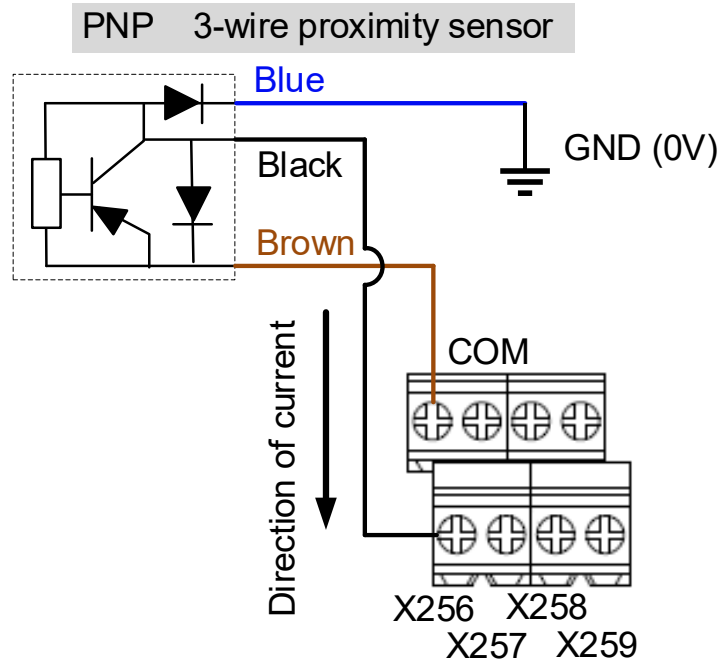 PNP 3-wire proximity sensor
Blue
GND (0V)
Black
Brown
Direction of current
COM
X256 X258
X257 X259